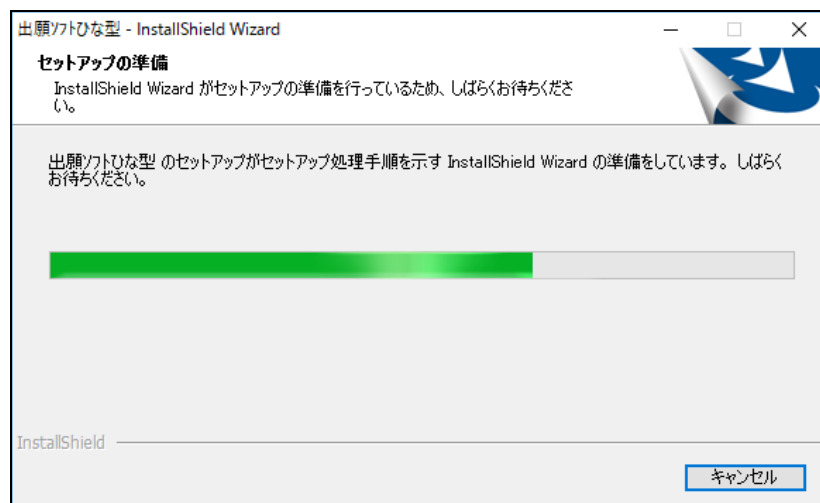 出願ｿﾌﾄひな型 - InstallShield Wizard
セットアップの準備
InstallShield Wizard がセットアップの準備を行っているため、しばらくお待ちくださ
い。
出願ソフトひな型 のセットアップがセットアップ処理手順を示す InstallShield Wizard の準備をしています。しばらく
お待ちください。
InstallShield
キャンセル